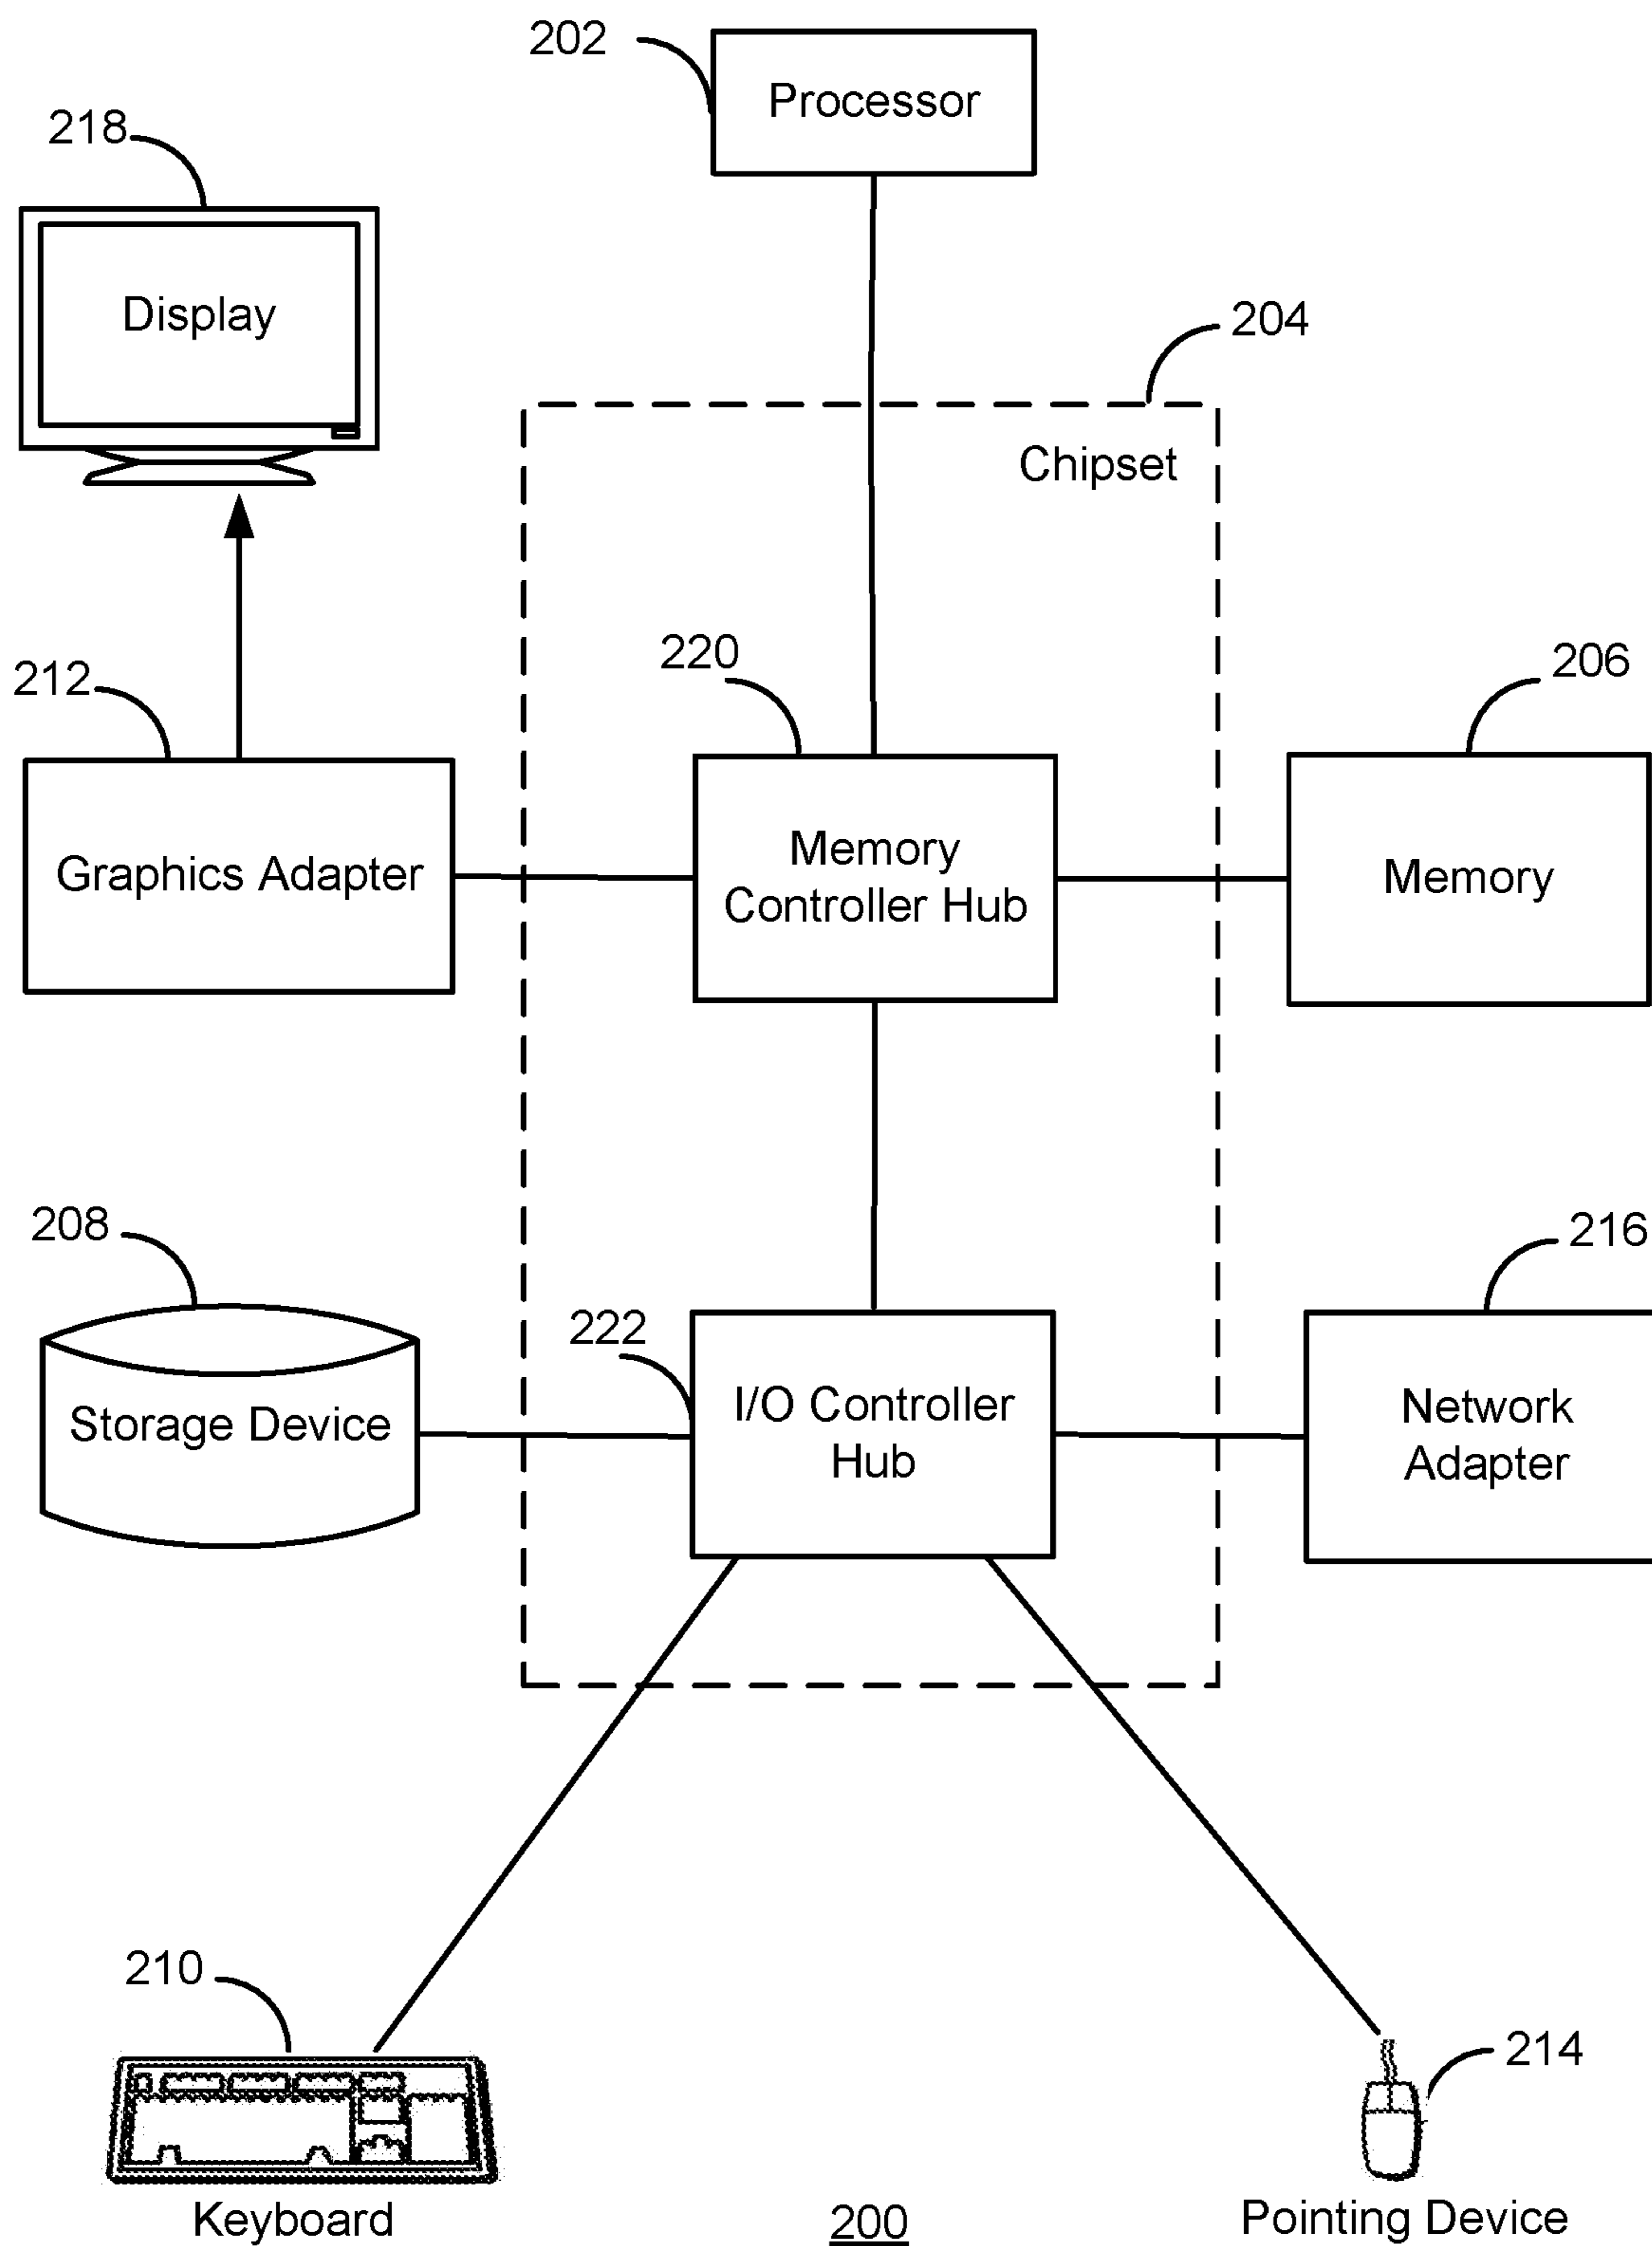 202
Processor
218
Display
204
Chipset
212
220
206
Graphics Adapter
Memory
Controller Hub
Memory
208
222
216
Storage Device
I/O Controller
Hub
Network
Adapter
210
214
Keyboard
200
Pointing Device